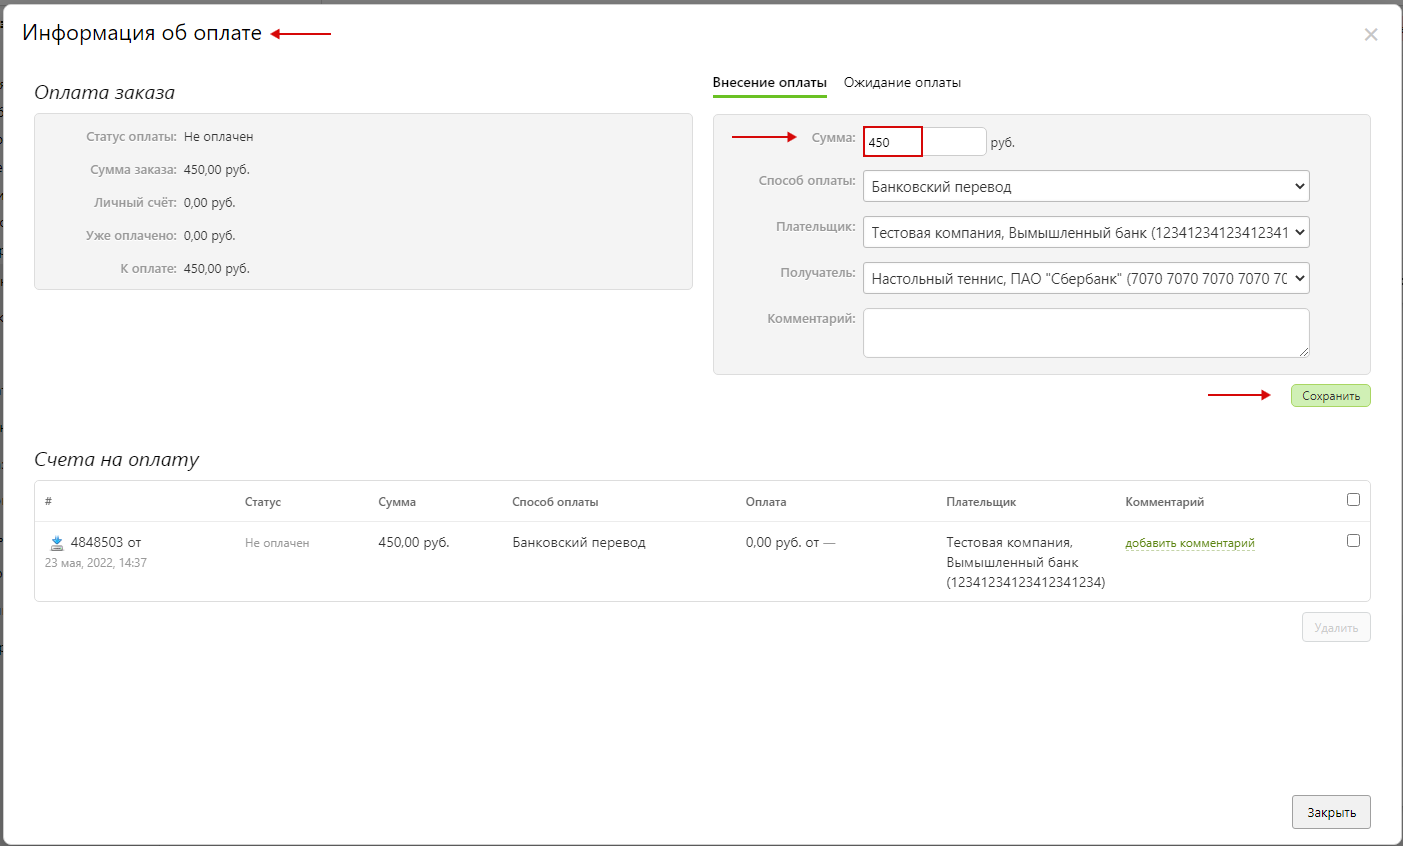 Информация об оплате
Оплата заказа
Статус оплаты: Не оплачен
Сумма заказа: 450,00 руб.
Личный счёт: 0,00 руб.
Уже оплачено: 0,00 руб.
К оплате: 450,00 руб.
Внесение оплаты Ожидание оплаты
Сумма: 450 руб.
Способ оплаты: Банковский перевод
Плательщик: Тестовая компания, Вымышленный банк (12341234123412341
Получатель: Настольный теннис, ПАО "Сбербанк" (7070 7070 7070 7070 70
Комментарий:
Сохранить
Счета на оплату
# Статус Сумма Способ оплаты Оплата Плательщик Комментарий
4848503 от Не оплачен 450,00 руб. Банковский перевод 0,00 руб. от — Тестовая компания, добавить комментарий
23 мая, 2022, 14:37 Вымышленный банк
(12341234123412341234)
Удалить
Закрыть